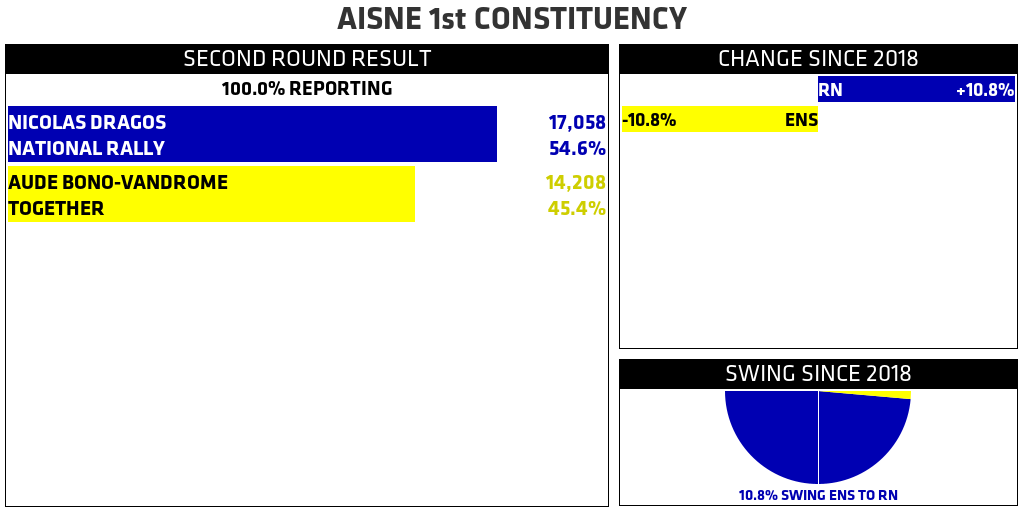 AISNE 1st CONSTITUENCY
SECOND ROUND RESULT
100.0% REPORTING
NICOLAS DRAGOS 17,058
NATIONAL RALLY 54.6%
AUDE BONO-VANDROME 14,208
TOGETHER 45.4%
CHANGE SINCE 2018
RN +10.8%
-10.8% ENS
SWING SINCE 2018
10.8% SWING ENS TO RN